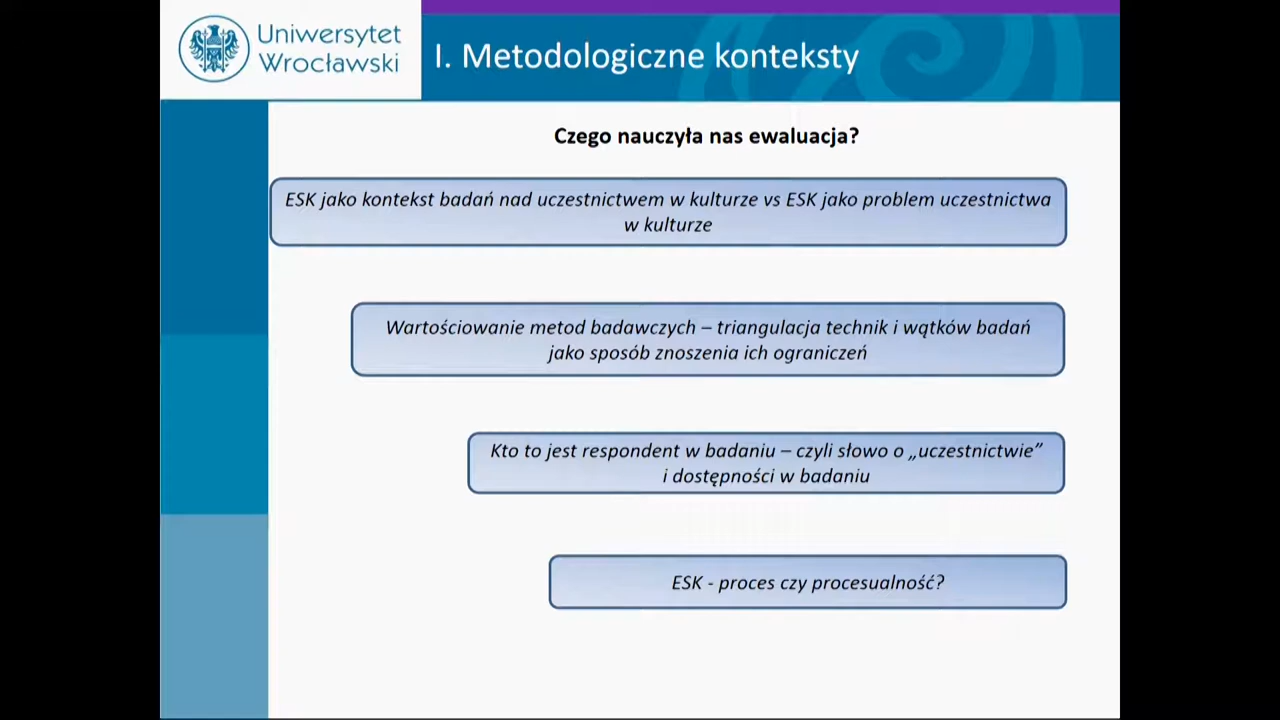 Uniwersytet
Wrocławski
I. Metodologiczne konteksty
Czego nauczyła nas ewaluacja?
ESK jako kontekst badań nad uczestnictwem w kulturze vs ESK jako problem uczestnictwa
w kulturze
Wartościowanie metod badawczych – triangulacja technik i wątków badań
jako sposób znoszenia ich ograniczeń
Kto to jest respondent w badaniu – czyli słowo o „uczestnictwie”
i dostępności w badaniu
ESK - proces czy procesualność?